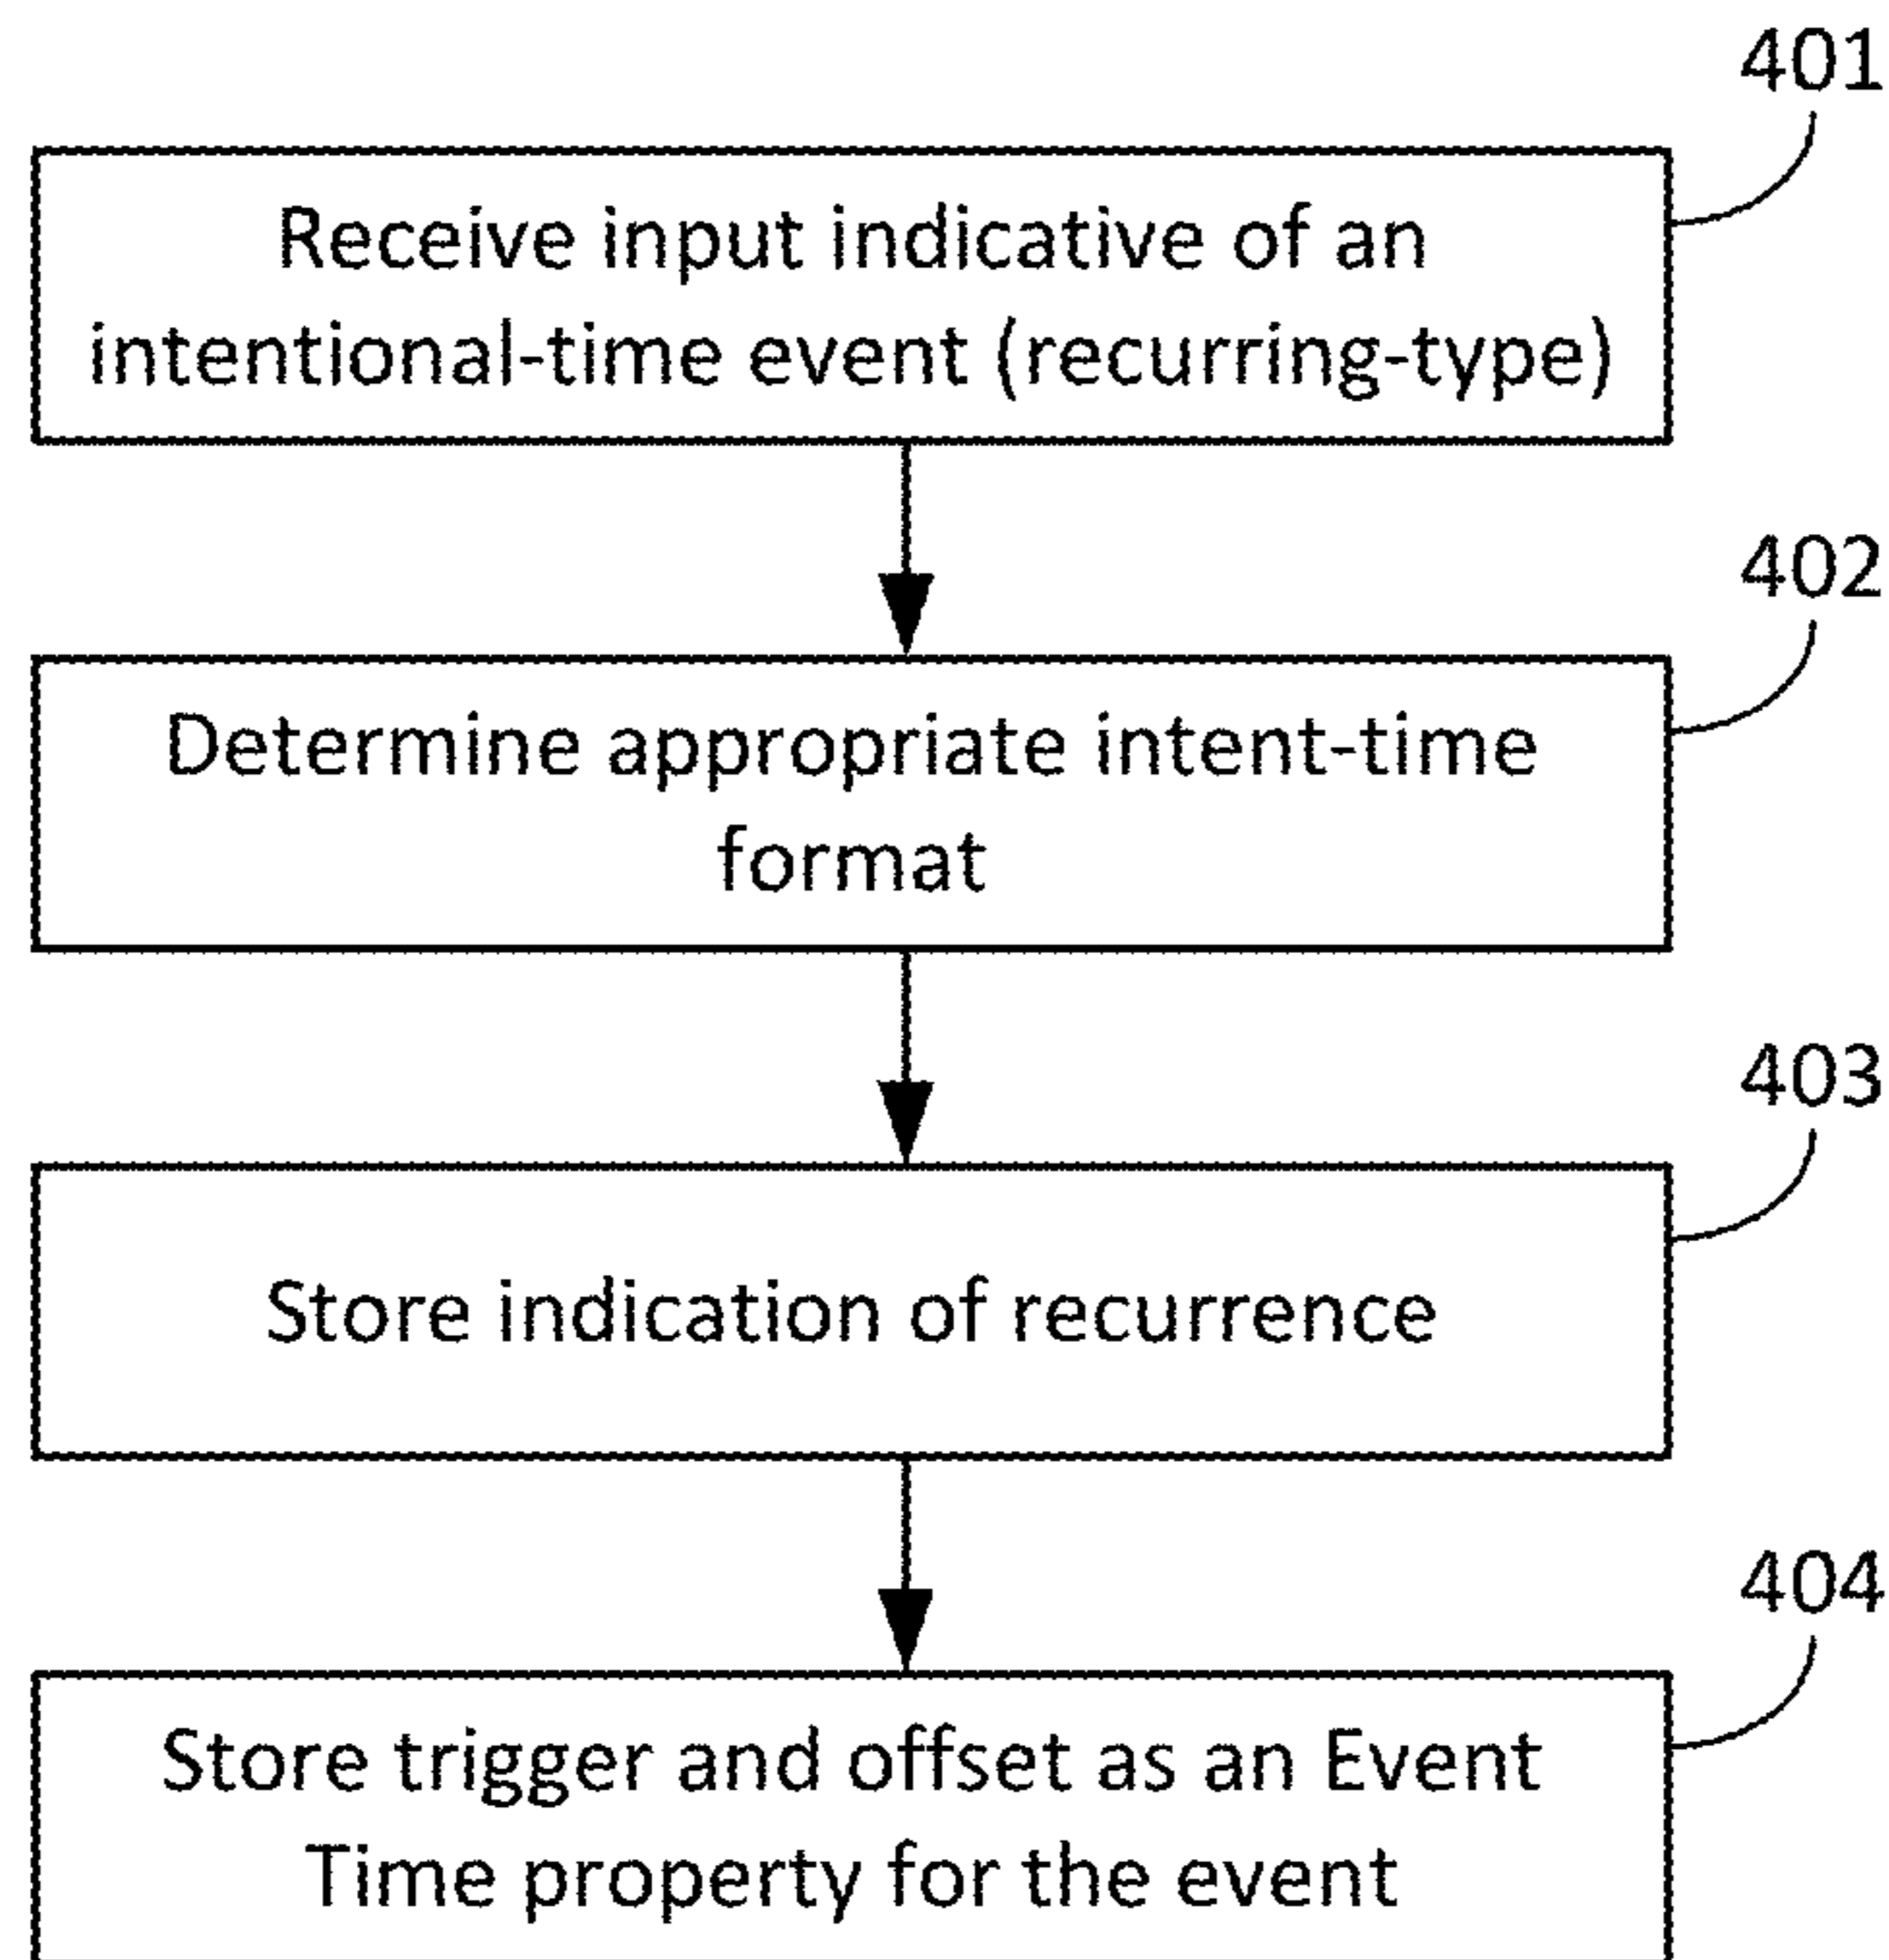 401
Receive input indicative of an
intentional-time event (recurring-type)
402
Determine appropriate intent-time
format
403
Store indication of recurrence
404
Store trigger and offset as an Event
Time property for the event